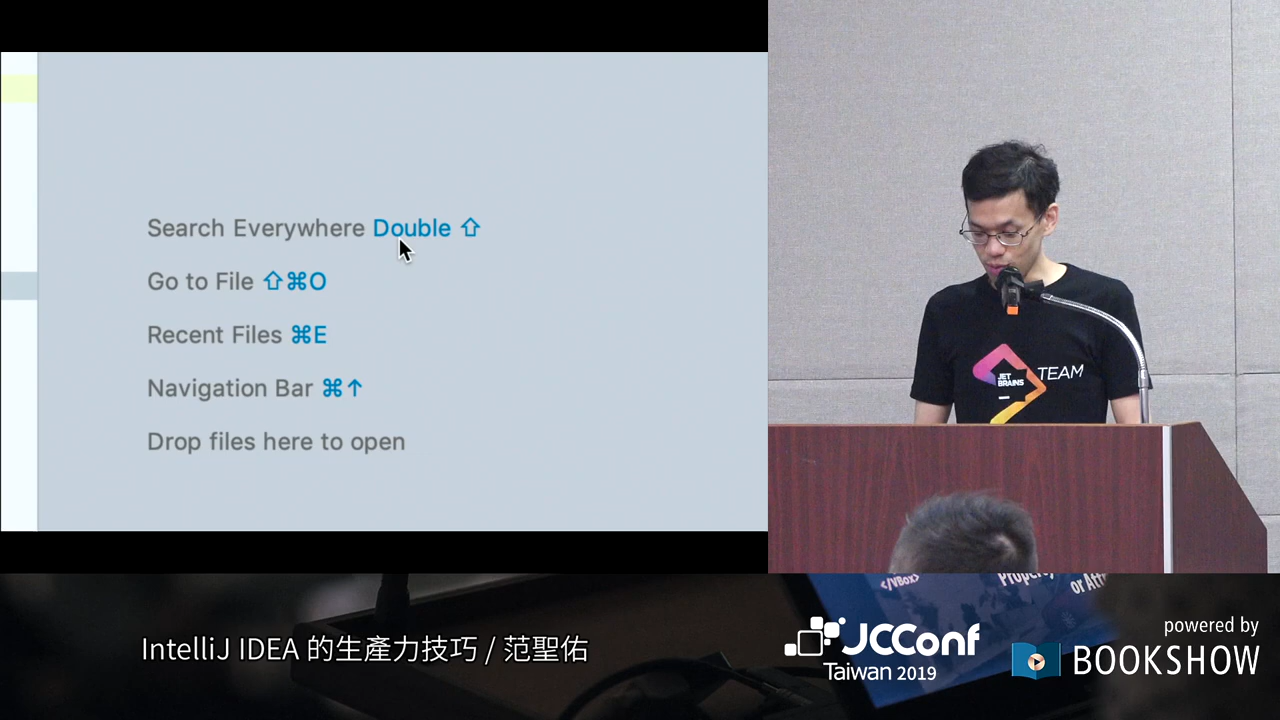 Search Everywhere Double ⇧
Go to File ⇧⌘O
Recent Files ⌘E
Navigation Bar ⌘↑
Drop files here to open
JET
BRAINS
TEAM
</VBox>
IntelliJ IDEA 的生產力技巧 / 范聖佑
JCConf
Taiwan 2019
powered by
BOOKSHOW